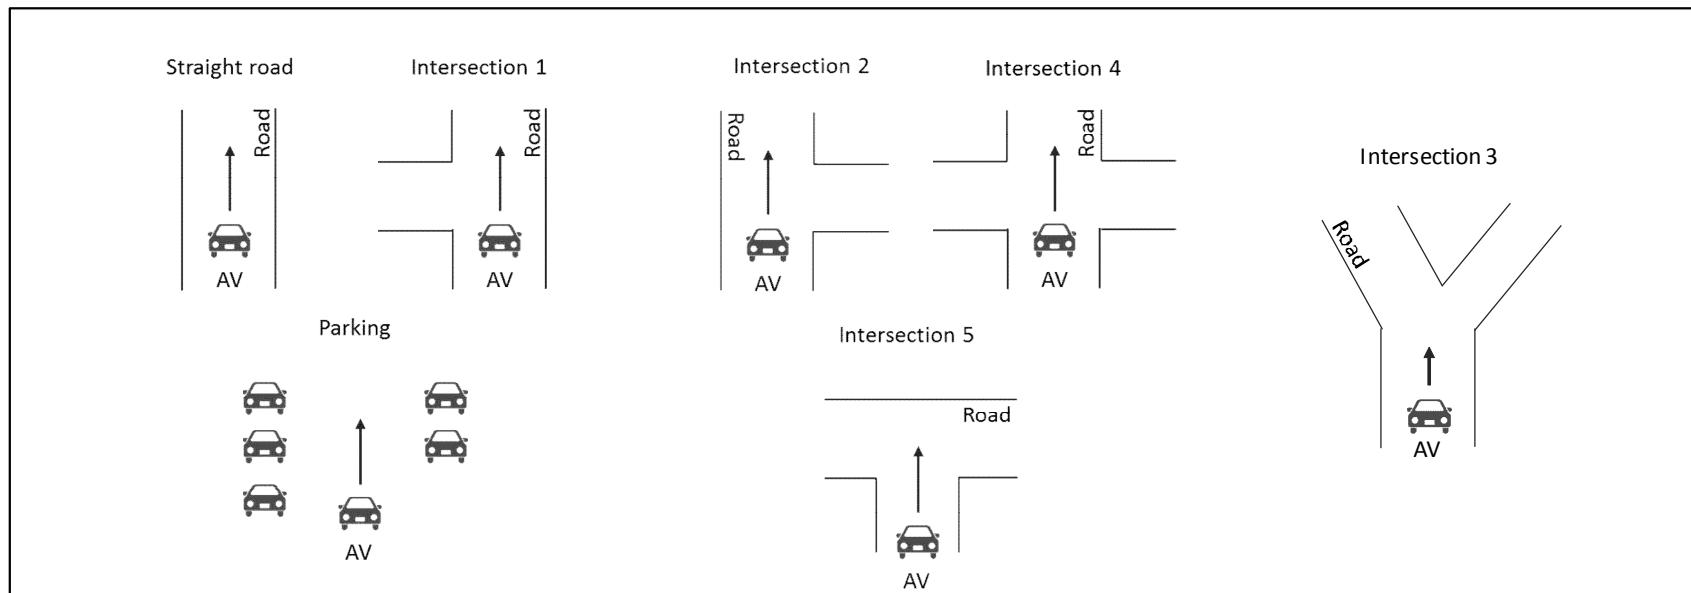 Straight road
Road
AV
Intersection 1
Road
AV
Intersection 2
Road
AV
Intersection 4
Road
AV
Intersection 3
Road
AV
Parking
AV
Intersection 5
Road
AV